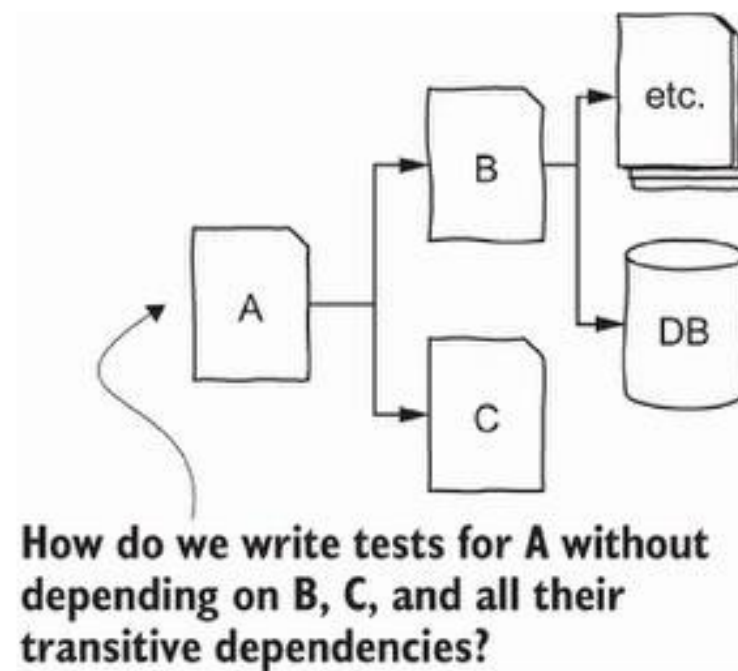 etc.
B
A
DB
C
How do we write tests for A without
depending on B, C, and all their
transitive dependencies?